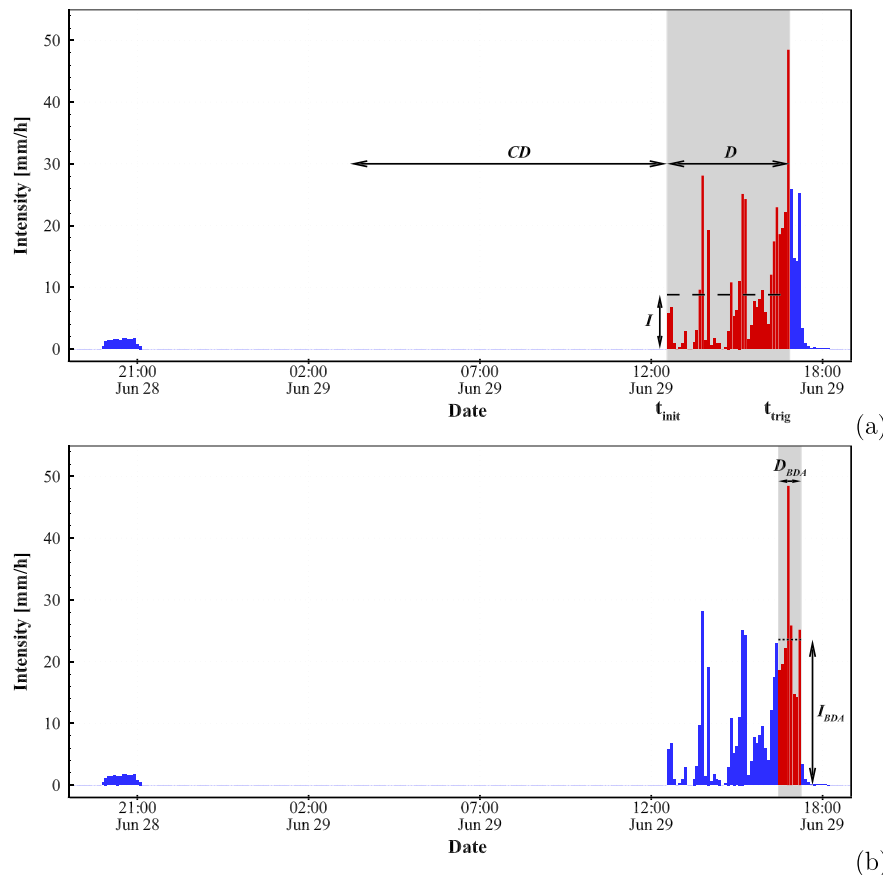 50
40
30
20
10
0
Intensity [mm/h]
CD
D
I
21:00 02:00 07:00 12:00 18:00
Jun 28 Jun 29 Jun 29 Jun 29 Jun 29
Date
t_init t_trig
(a)
50
40
30
20
10
0
Intensity [mm/h]
D_BDA
I_BDA
21:00 02:00 07:00 12:00 18:00
Jun 28 Jun 29 Jun 29 Jun 29 Jun 29
Date
(b)